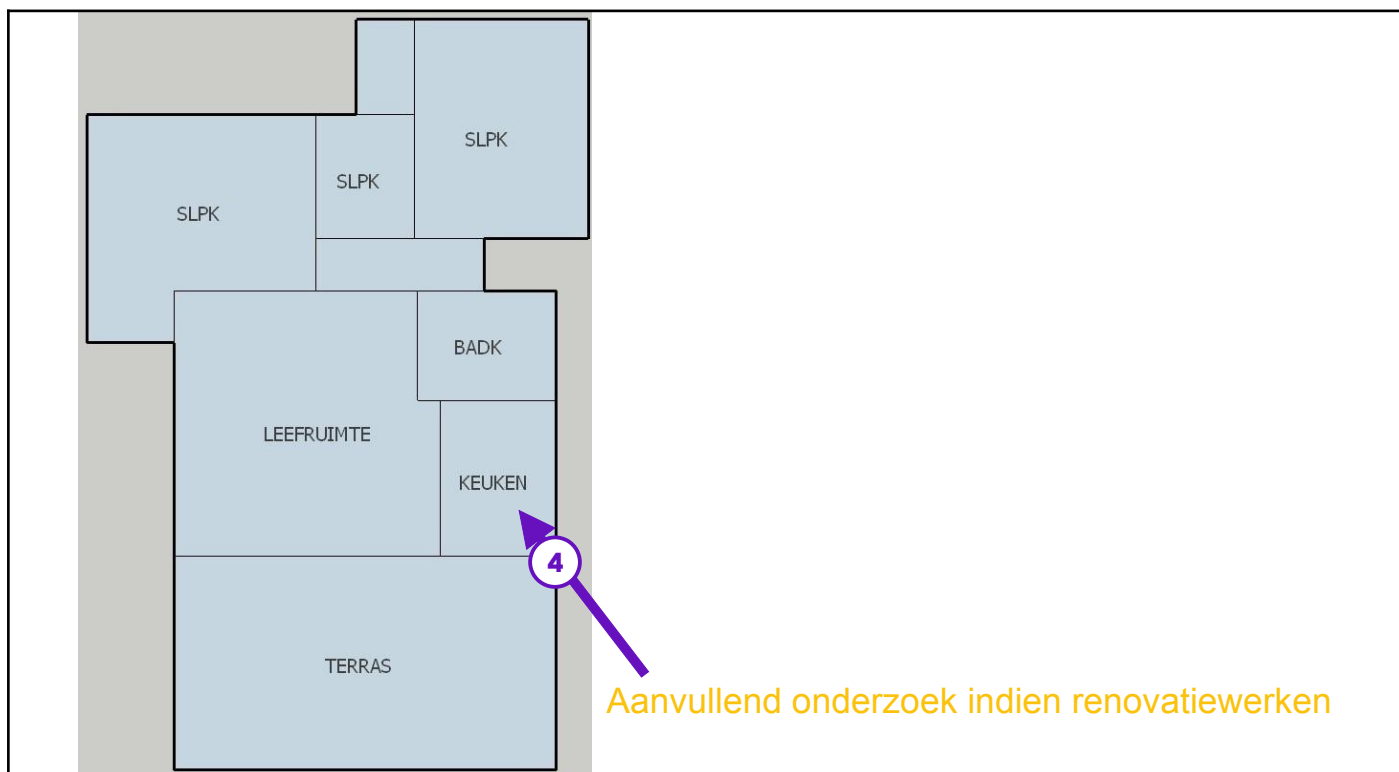 SLPK
SLPK
SLPK
BADK
LEEFRUIMTE
KEUKEN
4
TERRAS
Aanvullend onderzoek indien renovatiewerken